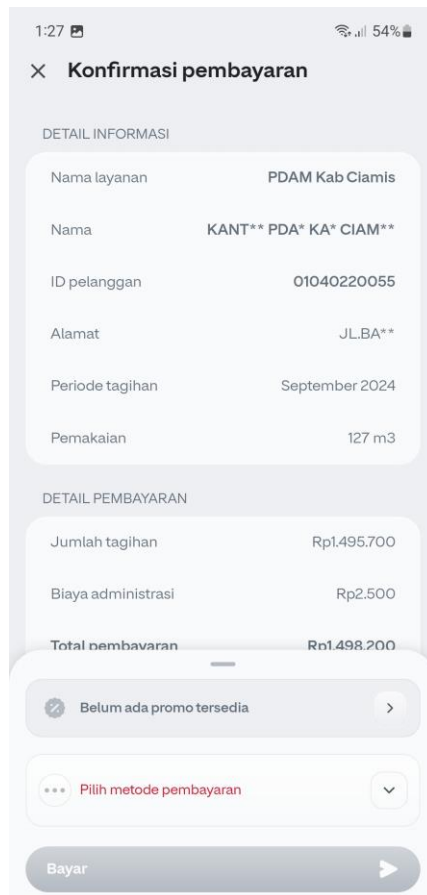 1:27 54%
Konfirmasi pembayaran
DETAIL INFORMASI
Nama layanan PDAM Kab Ciamis
Nama KANT** PDA* KA* CIAM**
ID pelanggan 01040220055
Alamat JL.BA**
Periode tagihan September 2024
Pemakaian 127 m3
DETAIL PEMBAYARAN
Jumlah tagihan Rp1.495.700
Biaya administrasi Rp2.500
Total pembayaran Rp1.498.200
Belum ada promo tersedia
Pilih metode pembayaran
Bayar